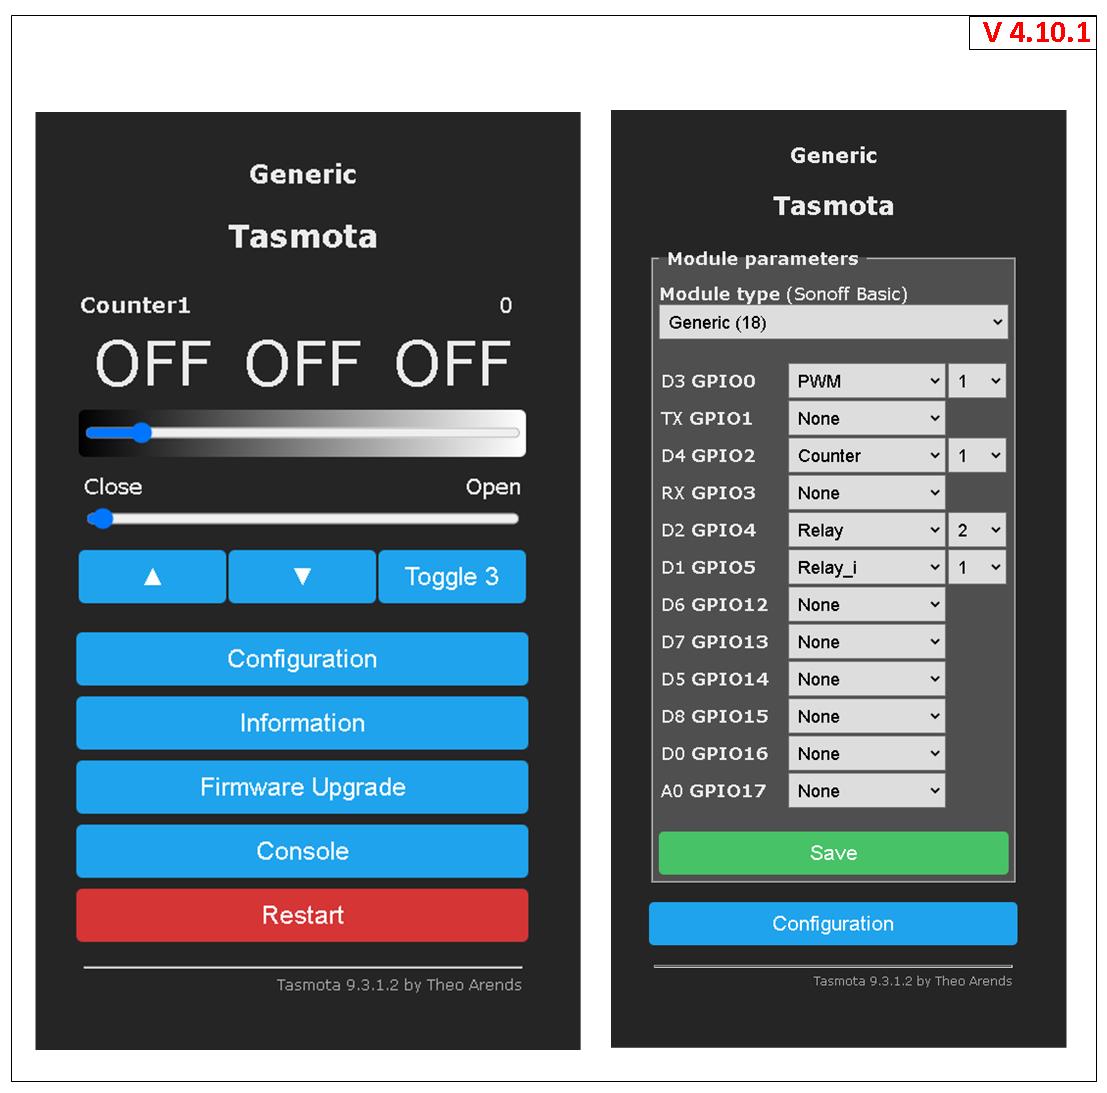 V 4.10.1
Generic
Tasmota
Counter1 0
OFF OFF OFF
Close Open
▲ ▼ Toggle 3
Configuration
Information
Firmware Upgrade
Console
Restart
Tasmota 9.3.1.2 by Theo Arends
Generic
Tasmota
Module parameters
Module type (Sonoff Basic)
Generic (18)
D3 GPIO0 PWM 1
TX GPIO1 None
D4 GPIO2 Counter 1
RX GPIO3 None
D2 GPIO4 Relay 2
D1 GPIO5 Relay_i 1
D6 GPIO12 None
D7 GPIO13 None
D5 GPIO14 None
D8 GPIO15 None
D0 GPIO16 None
A0 GPIO17 None
Save
Configuration
Tasmota 9.3.1.2 by Theo Arends